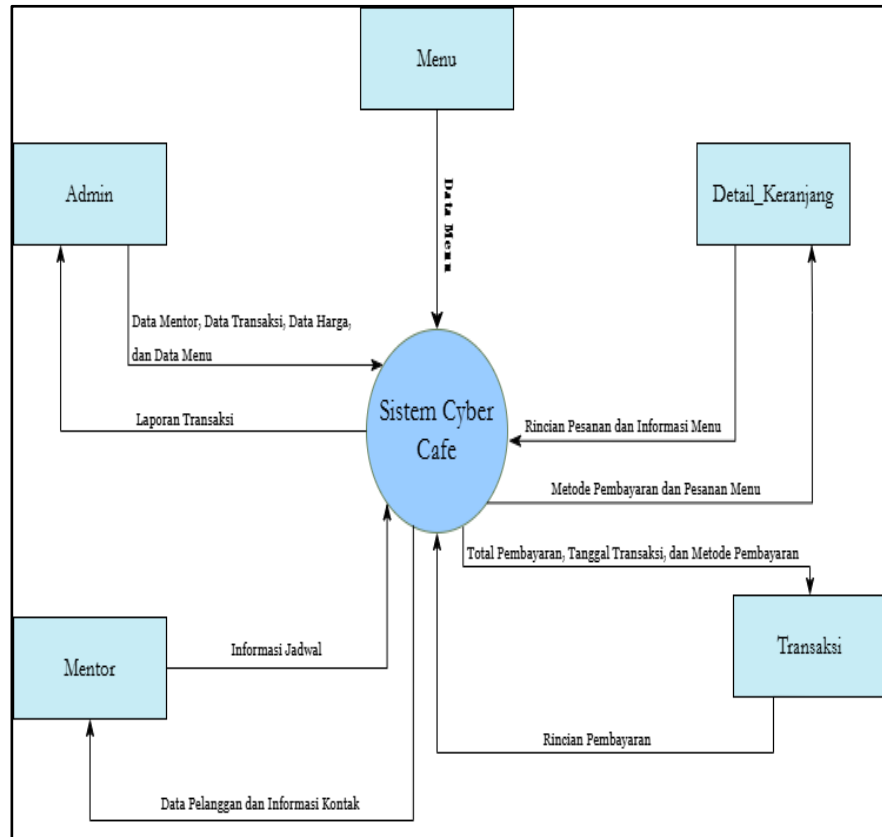 Menu
Data Menu
Admin
Detail_Keranjang
Data Mentor, Data Transaksi, Data Harga,
dan Data Menu
Sistem Cyber
Cafe
Laporan Transaksi
Rincian Pesanan dan Informasi Menu
Metode Pembayaran dan Pesanan Menu
Total Pembayaran, Tanggal Transaksi, dan Metode Pembayaran
Mentor
Informasi Jadwal
Transaksi
Rincian Pembayaran
Data Pelanggan dan Informasi Kontak